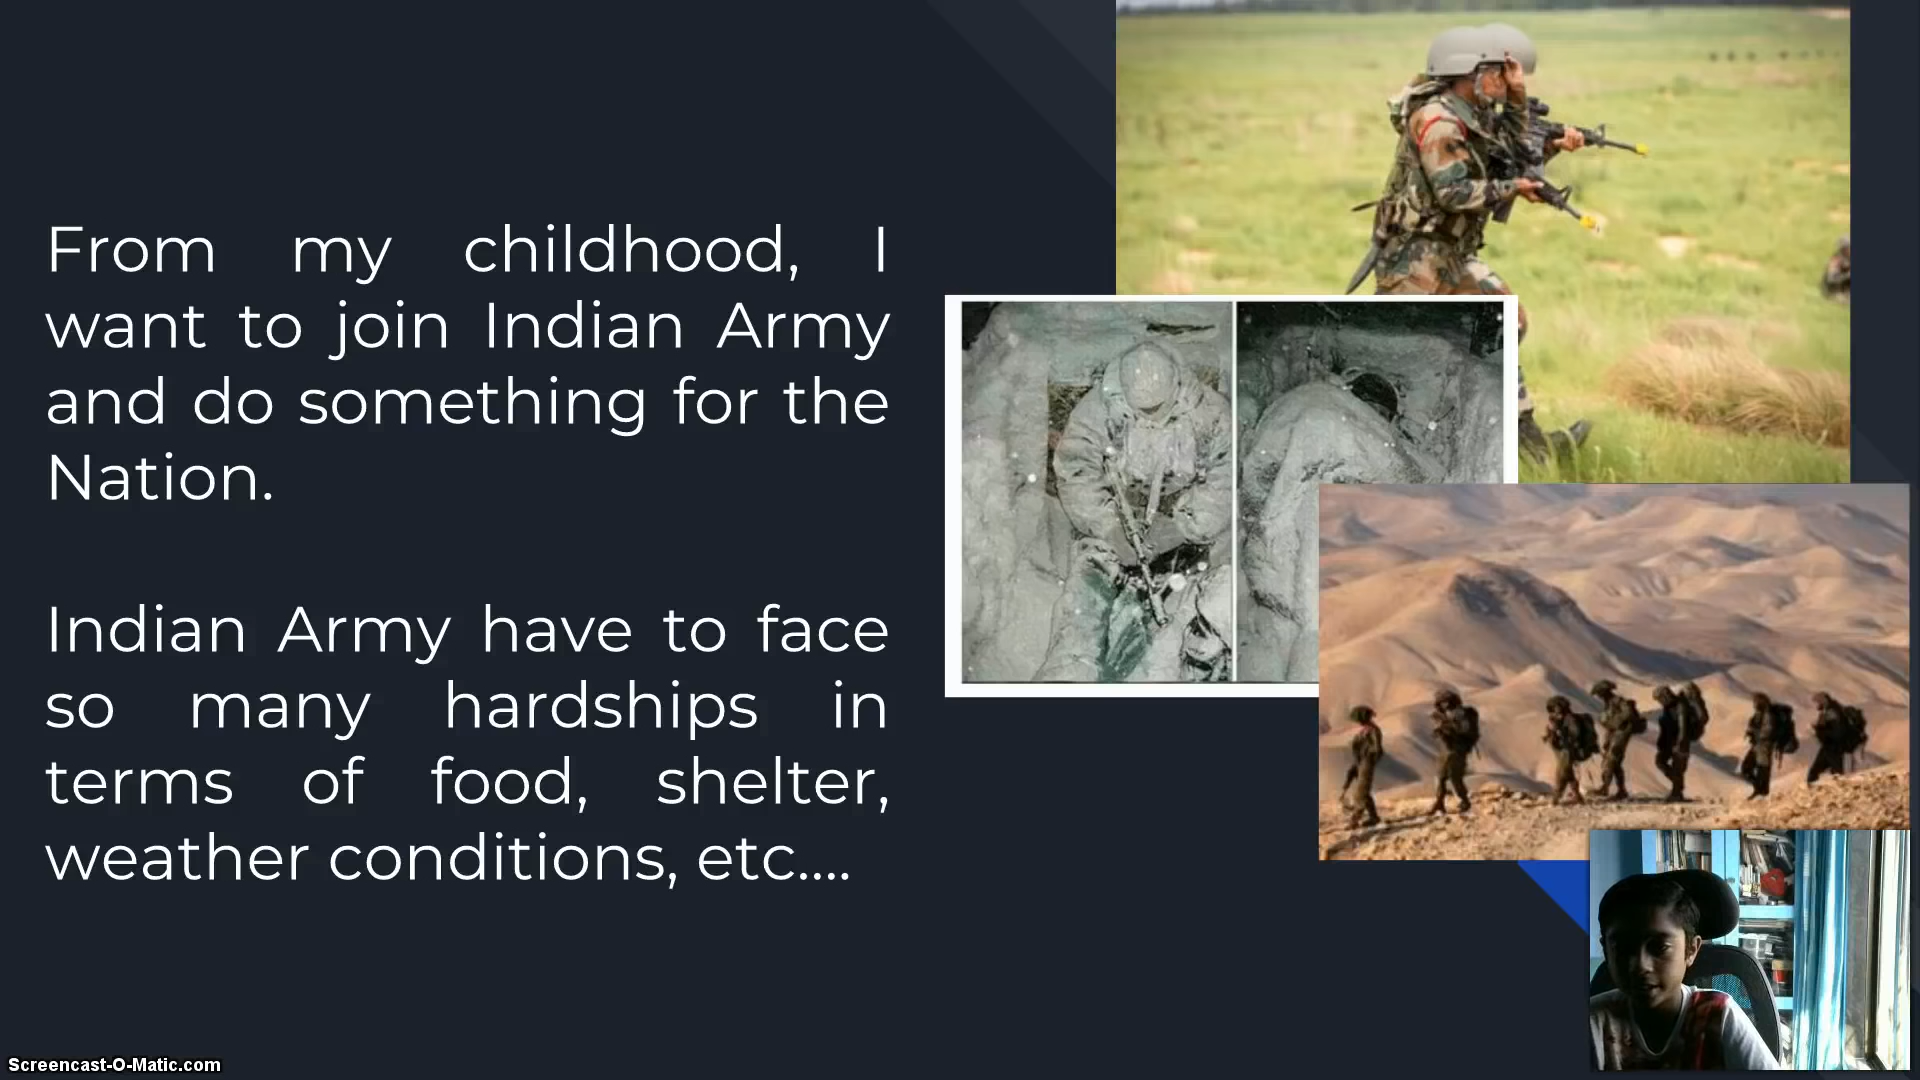 From my childhood, I
want to join Indian Army
and do something for the
Nation.
Indian Army have to face
so many hardships in
terms of food, shelter,
weather conditions, etc....
Screencast-O-Matic.com